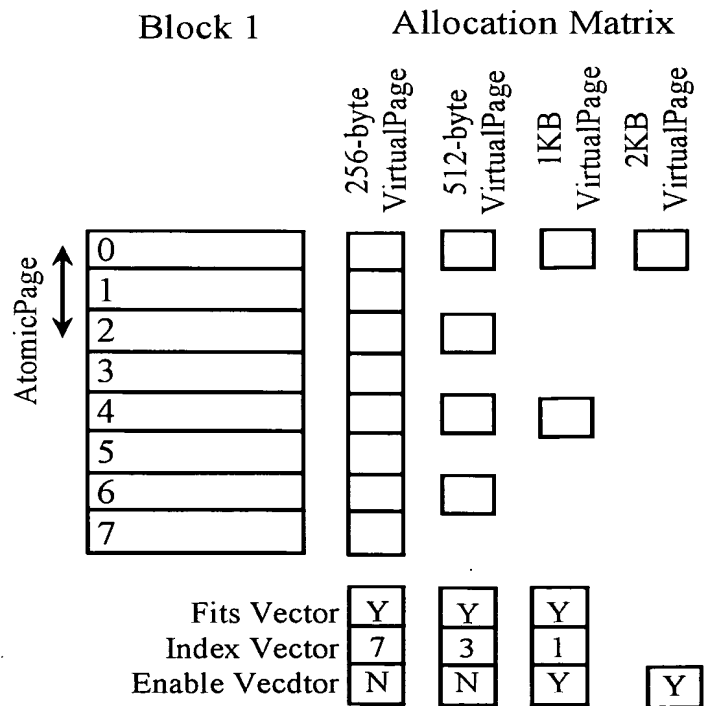 Block 1
Allocation Matrix
256-byte
VirtualPage
512-byte
VirtualPage
1KB
VirtualPage
2KB
VirtualPage
AtomicPage
0
1
2
3
4
5
6
7
Fits Vector Y Y Y
Index Vector 7 3 1
Enable Vecdtor N N Y Y